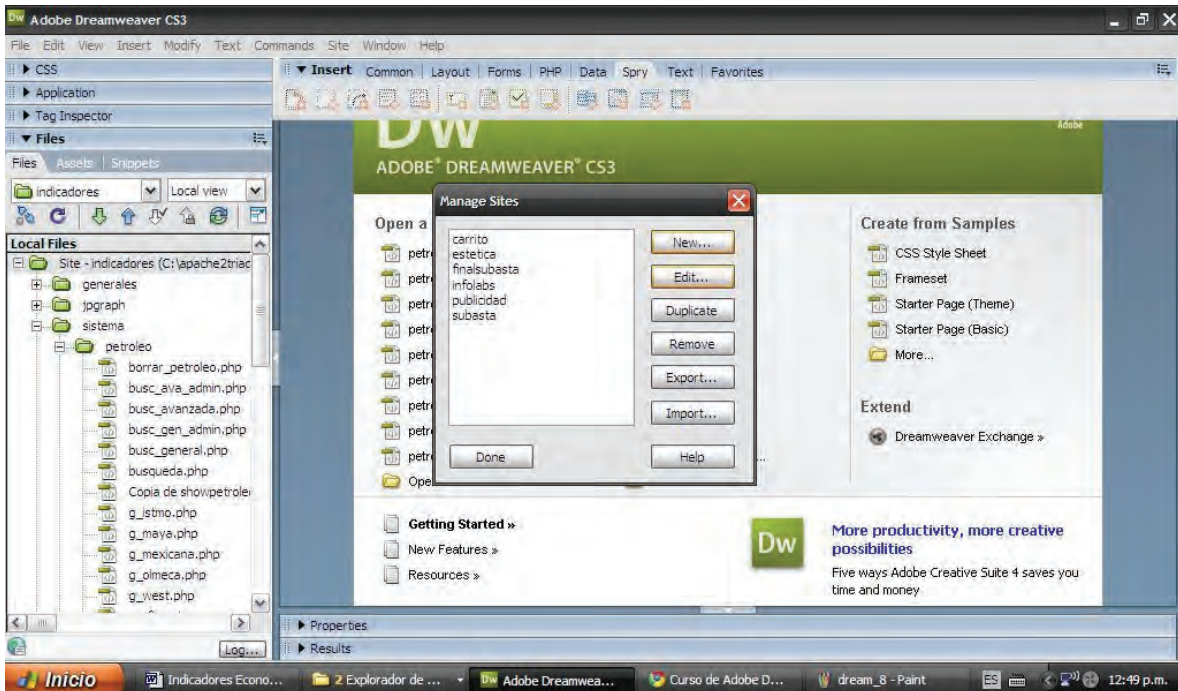 Dw Adobe Dreamweaver CS3
File Edit View Insert Modify Text Commands Site Window Help
CSS
Application
Tag Inspector
Files
Files Assets Snippets
indicadores Local view
Local Files
Site - indicadores (C:\apache2triac
generales
jpgraph
sistema
petroleo
borrar_petroleo.php
busc_ava_admin.php
busc_avanzada.php
busc_gen_admin.php
busc_general.php
busqueda.php
Copia de showpetrole
g_istmo.php
g_maya.php
g_mexicana.php
g_olmeca.php
g_west.php
Log...
Insert Common Layout Forms PHP Data Spry Text Favorites
DW
Adobe
ADOBE® DREAMWEAVER® CS3
Open a
petr
petr
petr
petr
petr
petr
petr
petr
petr
Ope
Manage Sites
carrito
estetica
finalsubasta
infolabs
publicidad
subasta
New...
Edit...
Duplicate
Remove
Export...
Import...
Done
Help
...
Create from Samples
CSS Style Sheet
Frameset
Starter Page (Theme)
Starter Page (Basic)
More...
Extend
Dreamweaver Exchange »
Getting Started »
New Features »
Resources »
Dw
More productivity, more creative
possibilities
Five ways Adobe Creative Suite 4 saves you
time and money
Properties
Results
Inicio Indicadores Econo... 2 Explorador de ... Dw Adobe Dreamwea... Curso de Adobe D... dream_8 - Paint ES 12:49 p.m.